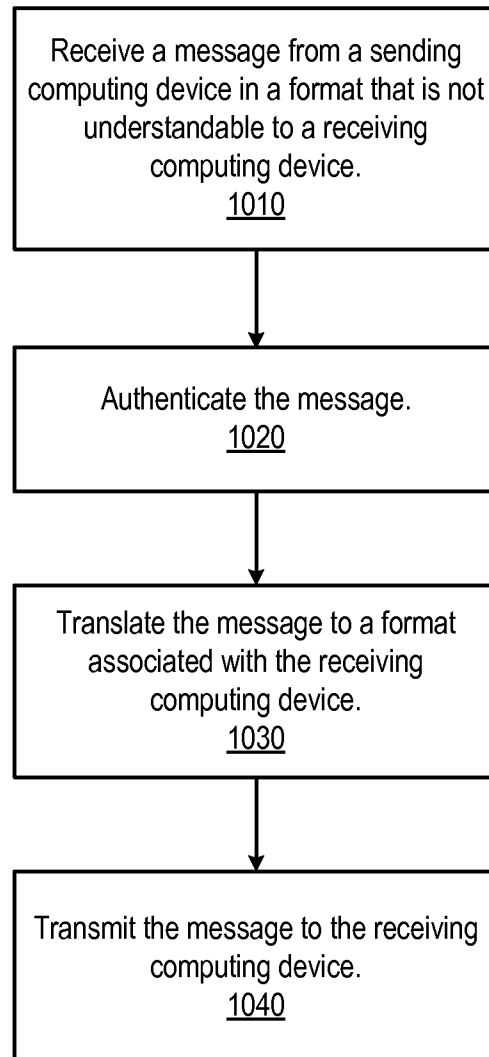 Receive a message from a sending
computing device in a format that is not
understandable to a receiving
computing device.
1010
Authenticate the message.
1020
Translate the message to a format
associated with the receiving
computing device.
1030
Transmit the message to the receiving
computing device.
1040